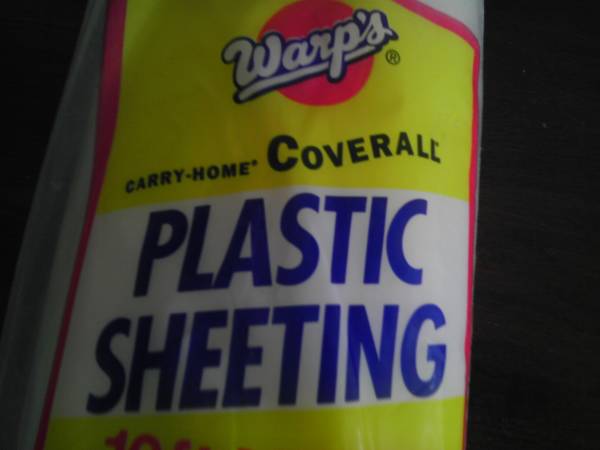 Warp's®
CARRY-HOME* COVERALL
PLASTIC
SHEETING